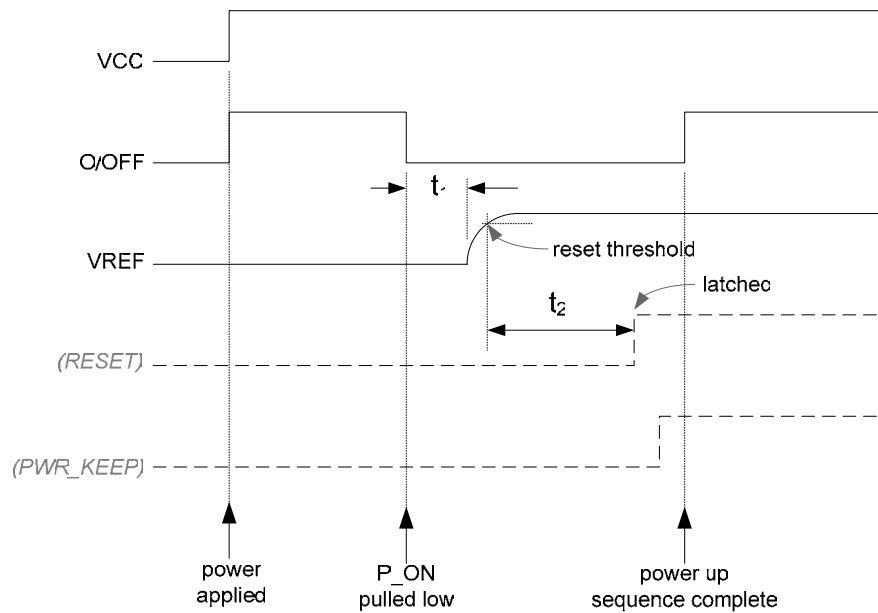 VCC
O/OFF
t
VREF
reset threshold
t2
latchec
(RESET)
(PWR_KEEP)
power
applied
P_ON
pulled low
power up
sequence complete